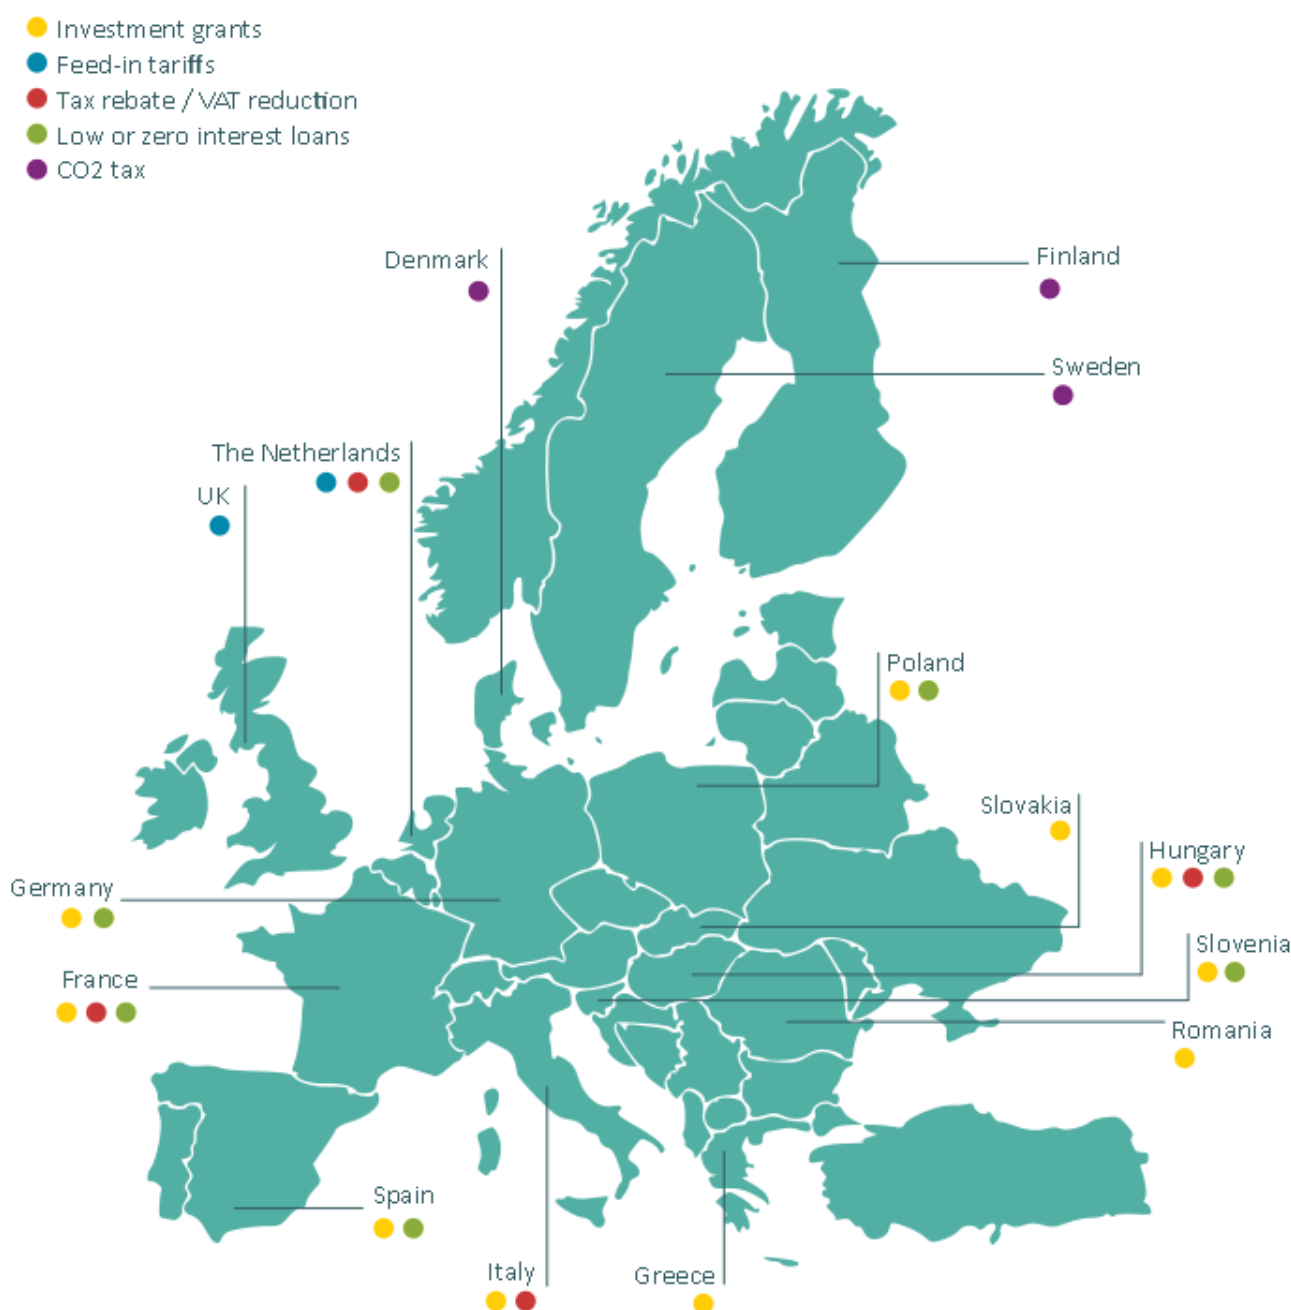 Investment grants
Feed-in tariffs
Tax rebate / VAT reduction
Low or zero interest loans
CO2 tax
Denmark
Finland
Sweden
The Netherlands
UK
Poland
Slovakia
Hungary
Germany
Slovenia
France
Romania
Spain
Italy
Greece